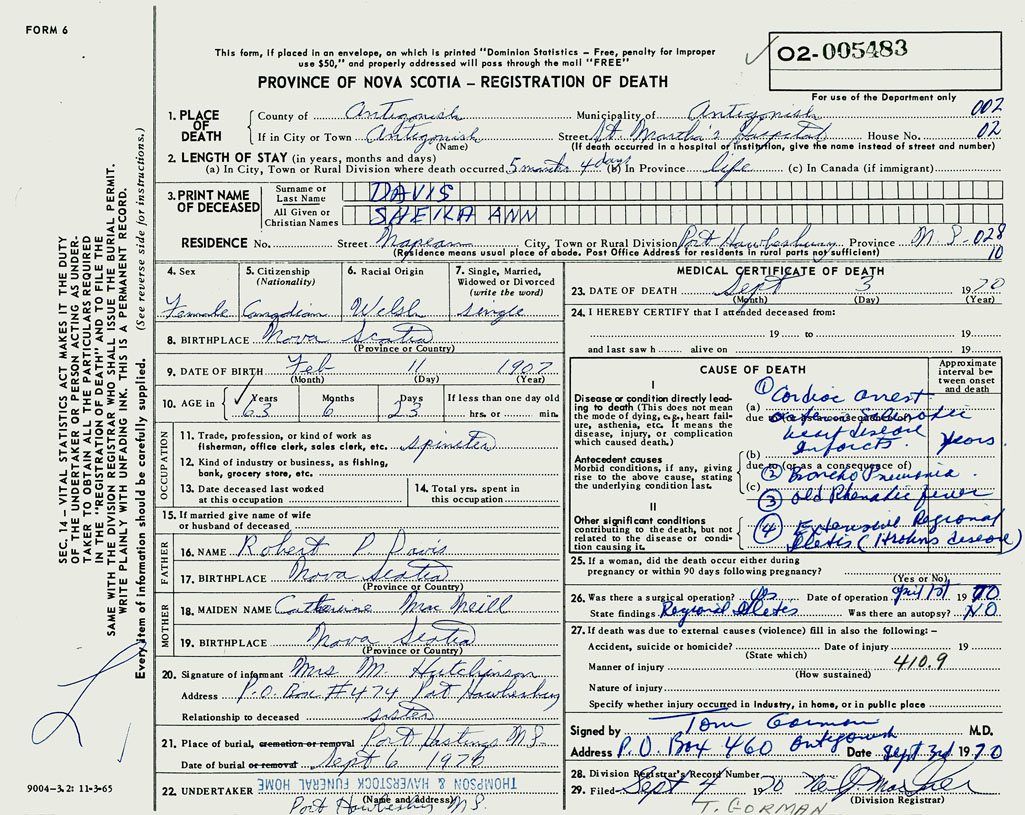 FORM 6
This form, if placed in an envelope, on which is printed "Dominion Statistics – Free, penalty for improper
use $50," and properly addressed will pass through the mail "FREE"
02-005483
PROVINCE OF NOVA SCOTIA – REGISTRATION OF DEATH
For use of the Department only
1. PLACE OF DEATH
County of Antigonish Municipality of Antigonish 002
If in City or Town Antigonish Street St. Martha's Hospital House No. 02
(Name) (If death occurred in a hospital or institution, give the name instead of street and number)
2. LENGTH OF STAY (in years, months and days)
(a) In City, Town or Rural Division where death occurred 5 months 4 days (b) In Province life (c) In Canada (if immigrant)
3. PRINT NAME OF DECEASED
Surname or Last Name DAVIS
All Given or Christian Names SHEILA ANN
RESIDENCE No. Street City, Town or Rural Division Port Hawkesbury Province N.S. -028
(Residence means usual place of abode. Post Office Address for residents in rural parts not sufficient) 10
4. Sex
Female
5. Citizenship
(Nationality)
Canadian
6. Racial Origin
Welsh
7. Single, Married,
Widowed or Divorced
(write the word)
single
8. BIRTHPLACE Nova Scotia
(Province or Country)
9. DATE OF BIRTH Feb 11 1907
(Month) (Day) (Year)
10. AGE in Years Months Days If less than one day old
63 6 23 hrs. or min.
OCCUPATION
11. Trade, profession, or kind of work as
fisherman, office clerk, sales clerk, etc. spinster
12. Kind of industry or business, as fishing,
bank, grocery store, etc.
13. Date deceased last worked
at this occupation
14. Total yrs. spent in
this occupation
15. If married give name of wife
or husband of deceased
FATHER
16. NAME Robert P Davis
17. BIRTHPLACE Nova Scotia
(Province or Country)
MOTHER
18. MAIDEN NAME Catherine MacNeill
19. BIRTHPLACE Nova Scotia
(Province or Country)
20. Signature of informant Mrs M. Hutchinson
Address P.O. Box #474 Port Hawkesbury
Relationship to deceased sister
21. Place of burial, cremation or removal Port Hastings N.S.
Date of burial or removal Sept 6 1970
22. UNDERTAKER THOMSON & HAVERSTOCK FUNERAL HOME
(Name and address)
Port Hawkesbury N.S.
MEDICAL CERTIFICATE OF DEATH
23. DATE OF DEATH Sept 3 1970
(Month) (Day) (Year)
24. I HEREBY CERTIFY that I attended deceased from:
19 to 19
and last saw h alive on 19
CAUSE OF DEATH
Approximate interval between onset and death
I
Disease or condition directly leading
to death (This does not mean
the mode of dying, e.g., heart failure,
asthenia, etc. It means the
disease, injury, or complication
which caused death.)
(a) ① Cardiac arrest
due to (or as a consequence of)
heart disease
Infarcts. years.
Antecedent causes
Morbid conditions, if any, giving
rise to the above cause, stating
the underlying condition last.
(b)
due to (or as a consequence of)
② Broncho Pneumonia
(c)
③ old Rhematic fever
II
Other significant conditions
contributing to the death, but not
related to the disease or condition
causing it.
④ Extensive Regional
Iletis (Krohns disease)
25. If a woman, did the death occur either during
pregnancy or within 90 days following pregnancy?
(Yes or No)
26. Was there a surgical operation? yes Date of operation April 1st 1970
State findings Regional Iletes Was there an autopsy? NO
27. If death was due to external causes (violence) fill in also the following: –
Accident, suicide or homicide? Date of injury 19
(State which)
Manner of injury 410.9
(How sustained)
Nature of injury
Specify whether injury occurred in industry, in home, or in public place
Signed by Tom Gorman M.D.
Address P.O. Box 460 Antigonish Date Sept 3rd 1970
28. Division Registrar's Record Number
29. Filed Sept 4 1970
(Division Registrar)
T. GORMAN
SEC. 14 – VITAL STATISTICS ACT MAKES IT THE DUTY
OF THE UNDERTAKER OR PERSON ACTING AS UNDERTAKER
TO OBTAIN ALL THE PARTICULARS REQUIRED
IN THE "REGISTRATION OF DEATH" AND TO FILE THE
SAME WITH THE DIVISION REGISTRAR WHO SHALL ISSUE THE BURIAL PERMIT.
WRITE PLAINLY WITH UNFADING INK. THIS IS A PERMANENT RECORD.
Every item of information should be carefully supplied. (See reverse side for instructions.)
9004-3.2: 11-3-65